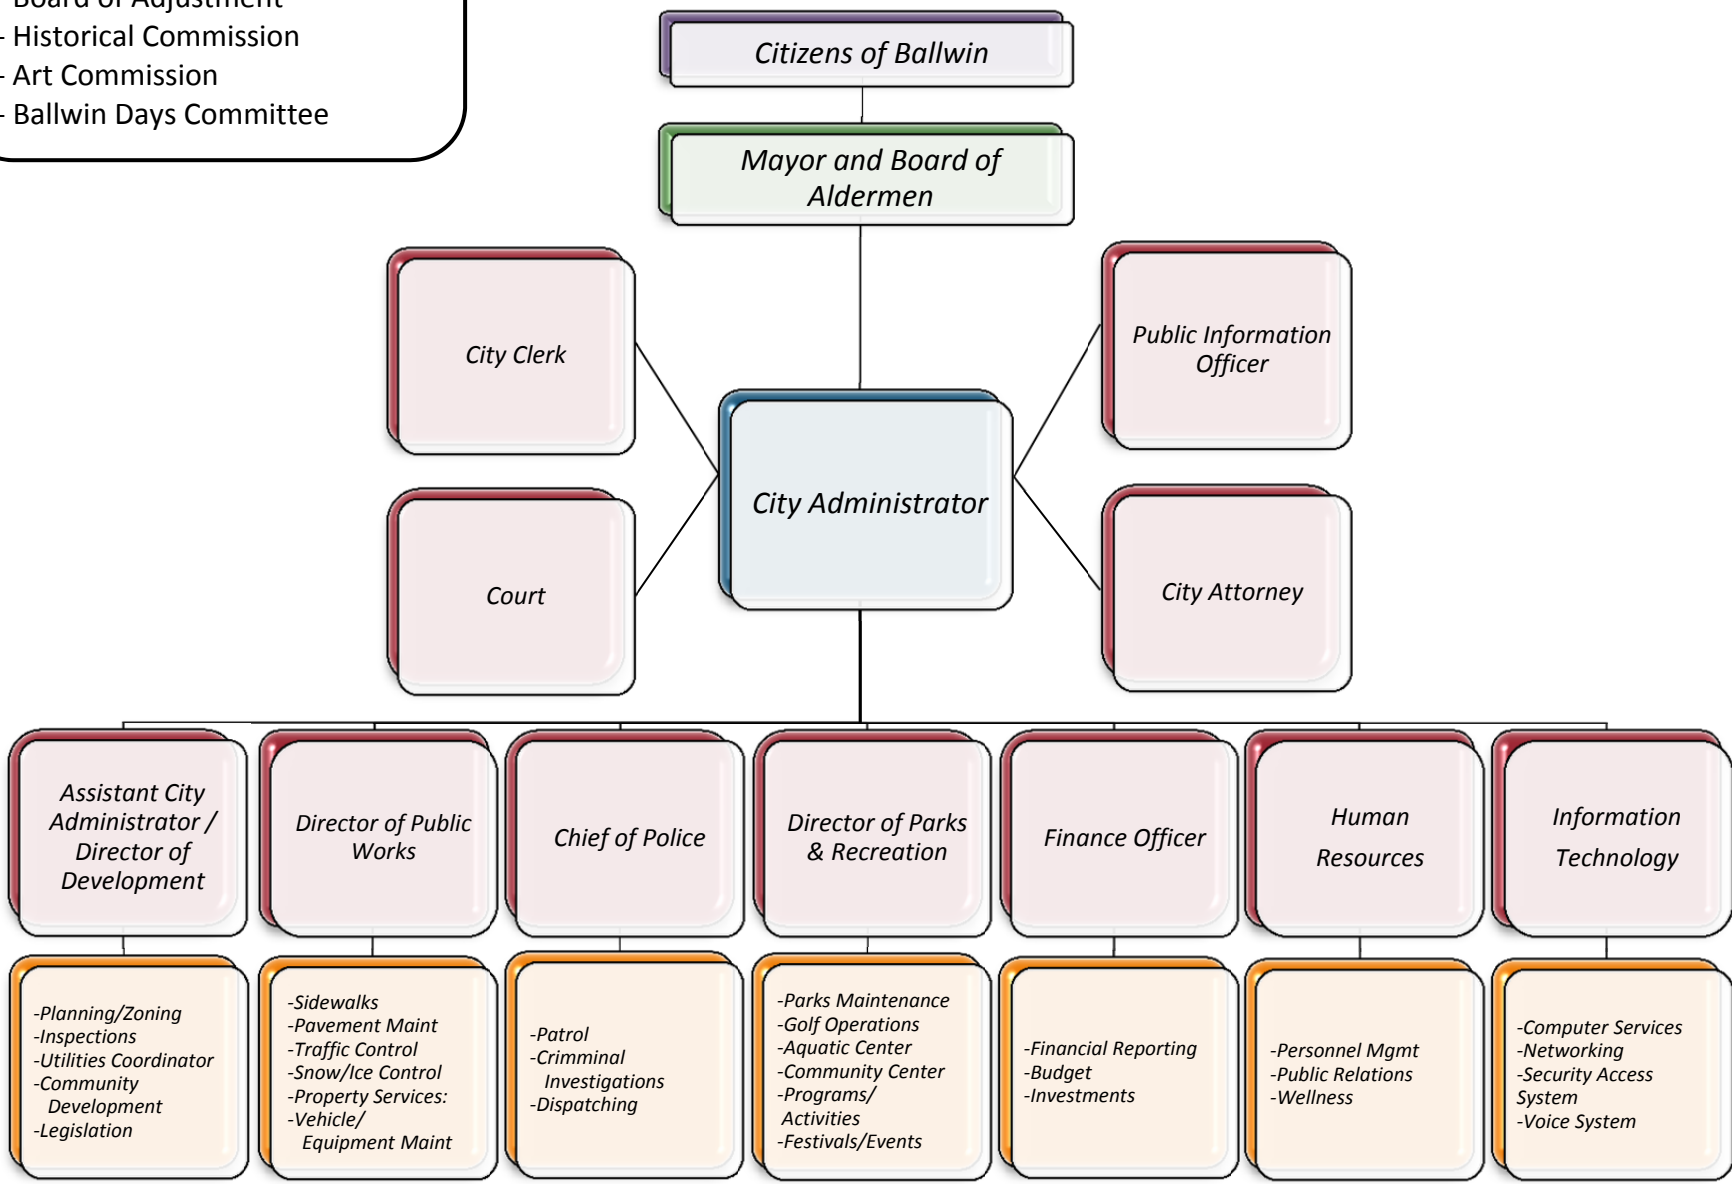 Board of Adjustment
- Historical Commission
- Art Commission
- Ballwin Days Committee
Citizens of Ballwin
Mayor and Board of
Aldermen
City Clerk
Public Information
Officer
City Administrator
Court
City Attorney
Assistant City
Administrator /
Director of
Development
Director of Public
Works
Chief of Police
Director of Parks
& Recreation
Finance Officer
Human
Resources
Information
Technology
-Planning/Zoning
-Inspections
-Utilities Coordinator
-Community
Development
-Legislation
-Sidewalks
-Pavement Maint
-Traffic Control
-Snow/Ice Control
-Property Services:
-Vehicle/
Equipment Maint
-Patrol
-Crimminal
Investigations
-Dispatching
-Parks Maintenance
-Golf Operations
-Aquatic Center
-Community Center
-Programs/
Activities
-Festivals/Events
-Financial Reporting
-Budget
-Investments
-Personnel Mgmt
-Public Relations
-Wellness
-Computer Services
-Networking
-Security Access
System
-Voice System